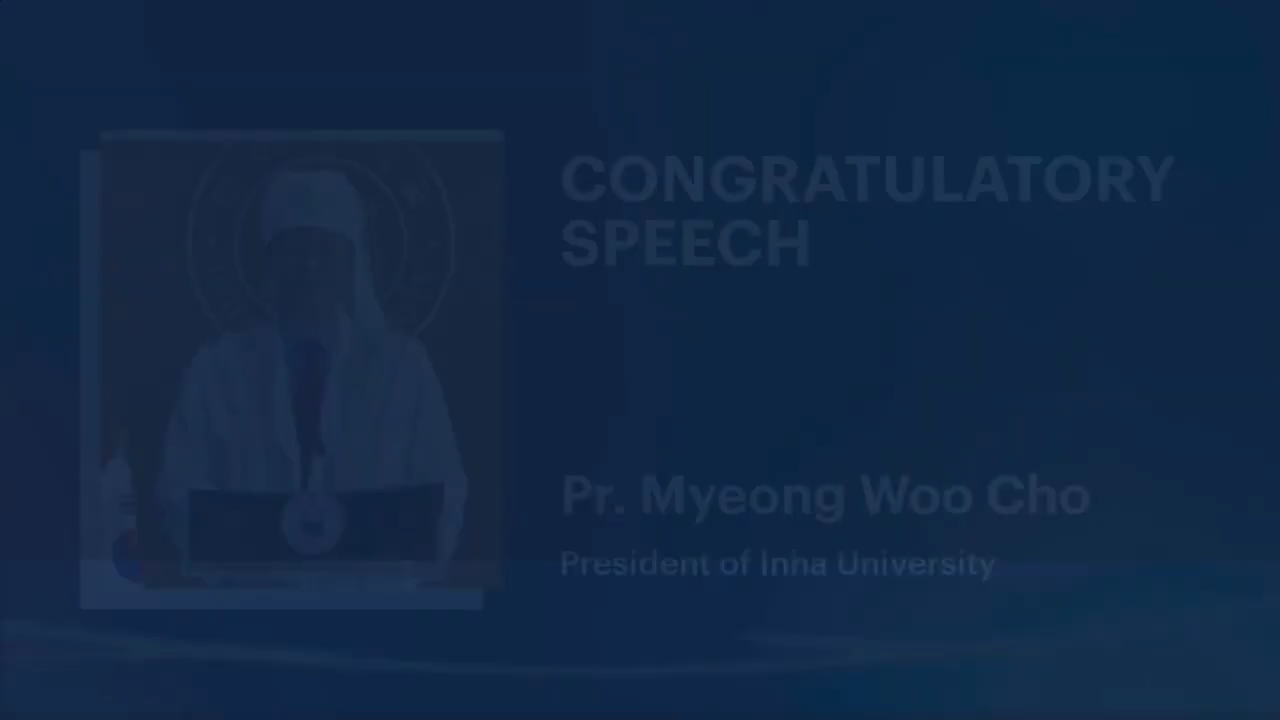 CONGRATULATORY
SPEECH
Pr. Myeong Woo Cho
President of Inha University